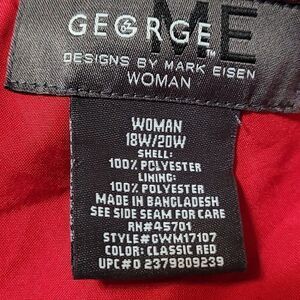 GEORGE ME™
DESIGNS BY MARK EISEN
WOMAN
WOMAN
18W/20W
SHELL:
100% POLYESTER
LINING:
100% POLYESTER
MADE IN BANGLADESH
SEE SIDE SEAM FOR CARE
RN#45701
STYLE#GWM17107
COLOR: CLASSIC RED
UPC#0 2379809239